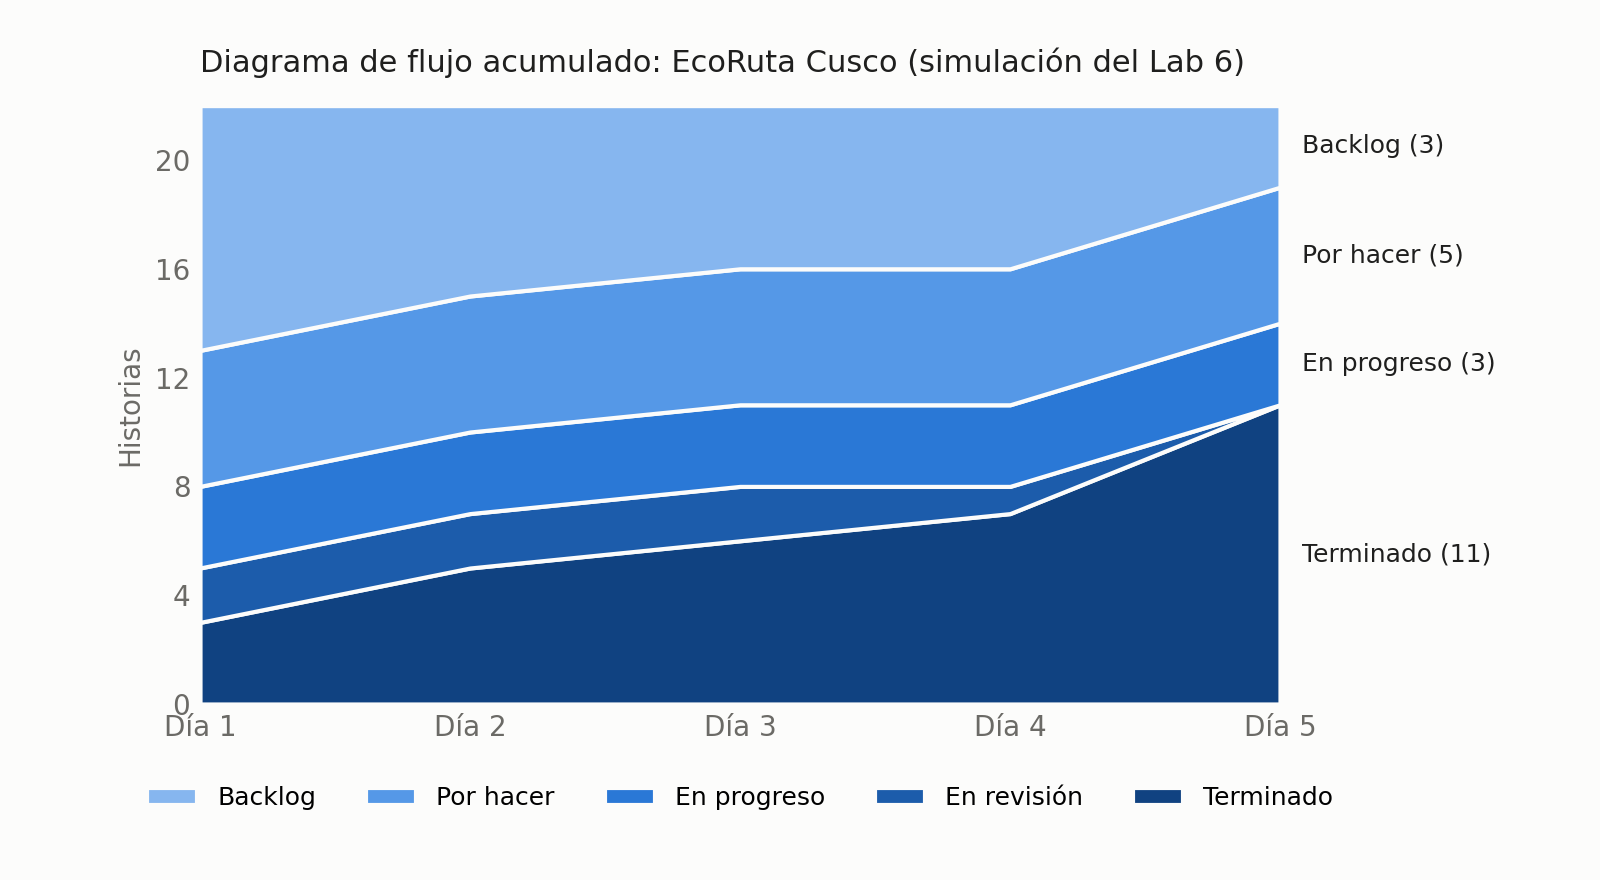 Diagrama de flujo acumulado: EcoRuta Cusco (simulación del Lab 6)
Historias
20
16
12
8
4
0
Backlog (3)
Por hacer (5)
En progreso (3)
Terminado (11)
Día 1 Día 2 Día 3 Día 4 Día 5
Backlog Por hacer En progreso En revisión Terminado